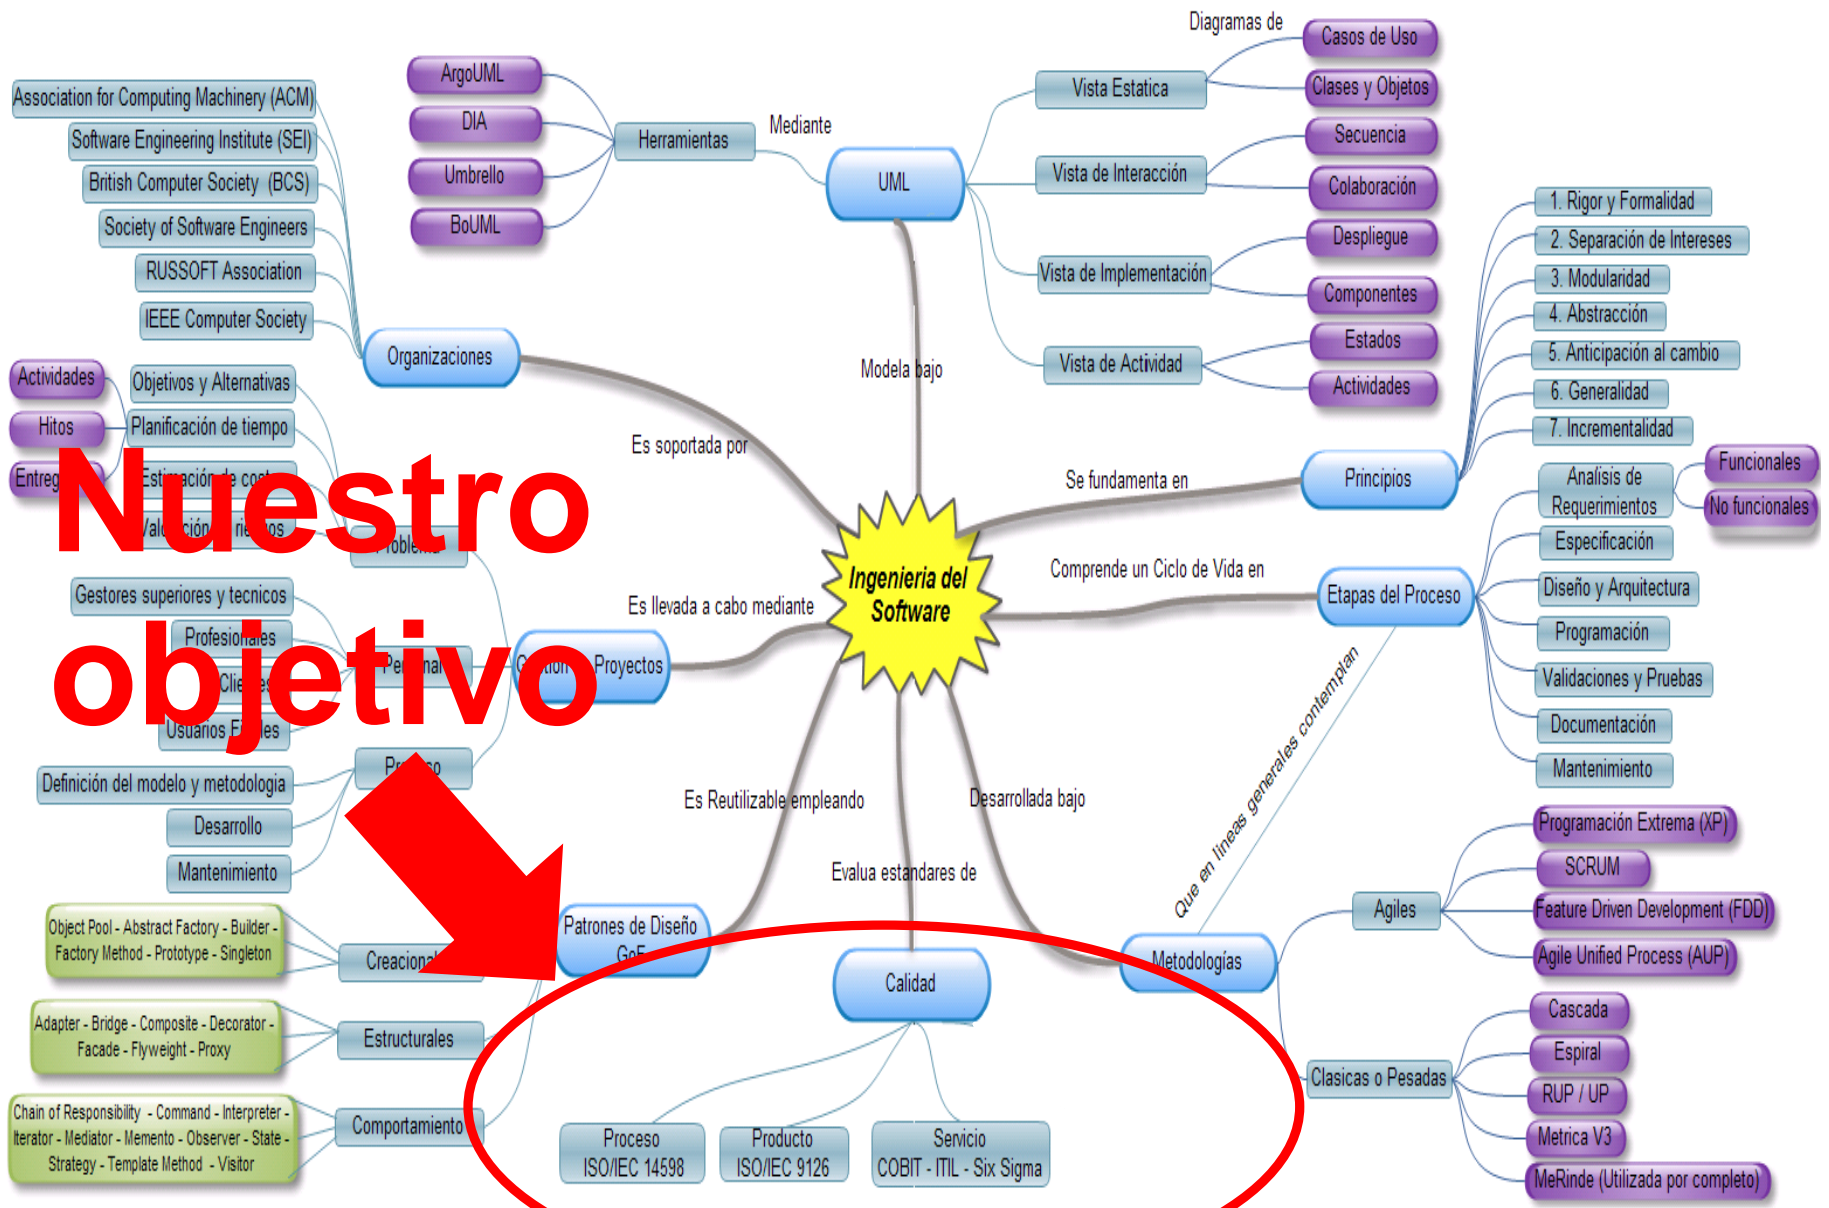 Diagramas de
Casos de Uso
Clases y Objetos
Vista Estatica
Secuencia
Colaboración
Vista de Interacción
Despliegue
Componentes
Vista de Implementación
Estados
Actividades
Vista de Actividad
UML
Mediante
Herramientas
ArgoUML
DIA
Umbrello
BoUML
Modela bajo
Association for Computing Machinery (ACM)
Software Engineering Institute (SEI)
British Computer Society (BCS)
Society of Software Engineers
RUSSOFT Association
IEEE Computer Society
Organizaciones
Es soportada por
1. Rigor y Formalidad
2. Separación de Intereses
3. Modularidad
4. Abstracción
5. Anticipación al cambio
6. Generalidad
7. Incrementalidad
Principios
Se fundamenta en
Ingenieria del
Software
Comprende un Ciclo de Vida en
Etapas del Proceso
Analisis de
Requerimientos
Funcionales
No funcionales
Especificación
Diseño y Arquitectura
Programación
Validaciones y Pruebas
Documentación
Mantenimiento
Que en lineas generales contemplan
Actividades
Hitos
Objetivos y Alternativas
Planificación de tiempo
Estimación de
Nuestro
objetivo
Gestores superiores y tecnicos
Profesionales
Usuarios
Proyectos
Es llevada a cabo mediante
Definición del modelo y metodologia
Desarrollo
Mantenimiento
Es Reutilizable empleando
Patrones de Diseño
Object Pool - Abstract Factory - Builder -
Factory Method - Prototype - Singleton
Adapter - Bridge - Composite - Decorator -
Facade - Flyweight - Proxy
Estructurales
Chain of Responsibility - Command - Interpreter -
Iterator - Mediator - Memento - Observer - State -
Strategy - Template Method - Visitor
Comportamiento
Evalua estandares de
Calidad
Proceso
ISO/IEC 14598
Producto
ISO/IEC 9126
Servicio
COBIT - ITIL - Six Sigma
Desarrollada bajo
Metodologías
Agiles
Programación Extrema (XP)
SCRUM
Feature Driven Development (FDD)
Agile Unified Process (AUP)
Clasicas o Pesadas
Cascada
Espiral
RUP / UP
Metrica V3
MeRinde (Utilizada por completo)